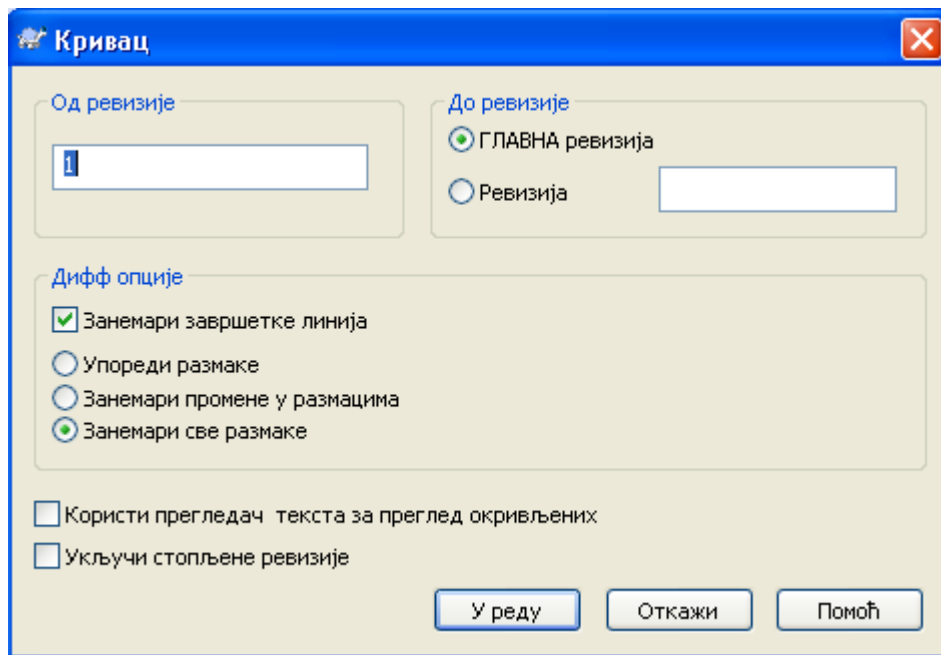 Кривац
Од ревизије
1
До ревизије
ГЛАВНА ревизија
Ревизија
Дифф опције
Занемари завршетке линија
Упореди размаке
Занемари промене у размацима
Занемари све размаке
Користи прегледач текста за преглед окривљених
Укључи стопљене ревизије
У реду Откажи Помоћ